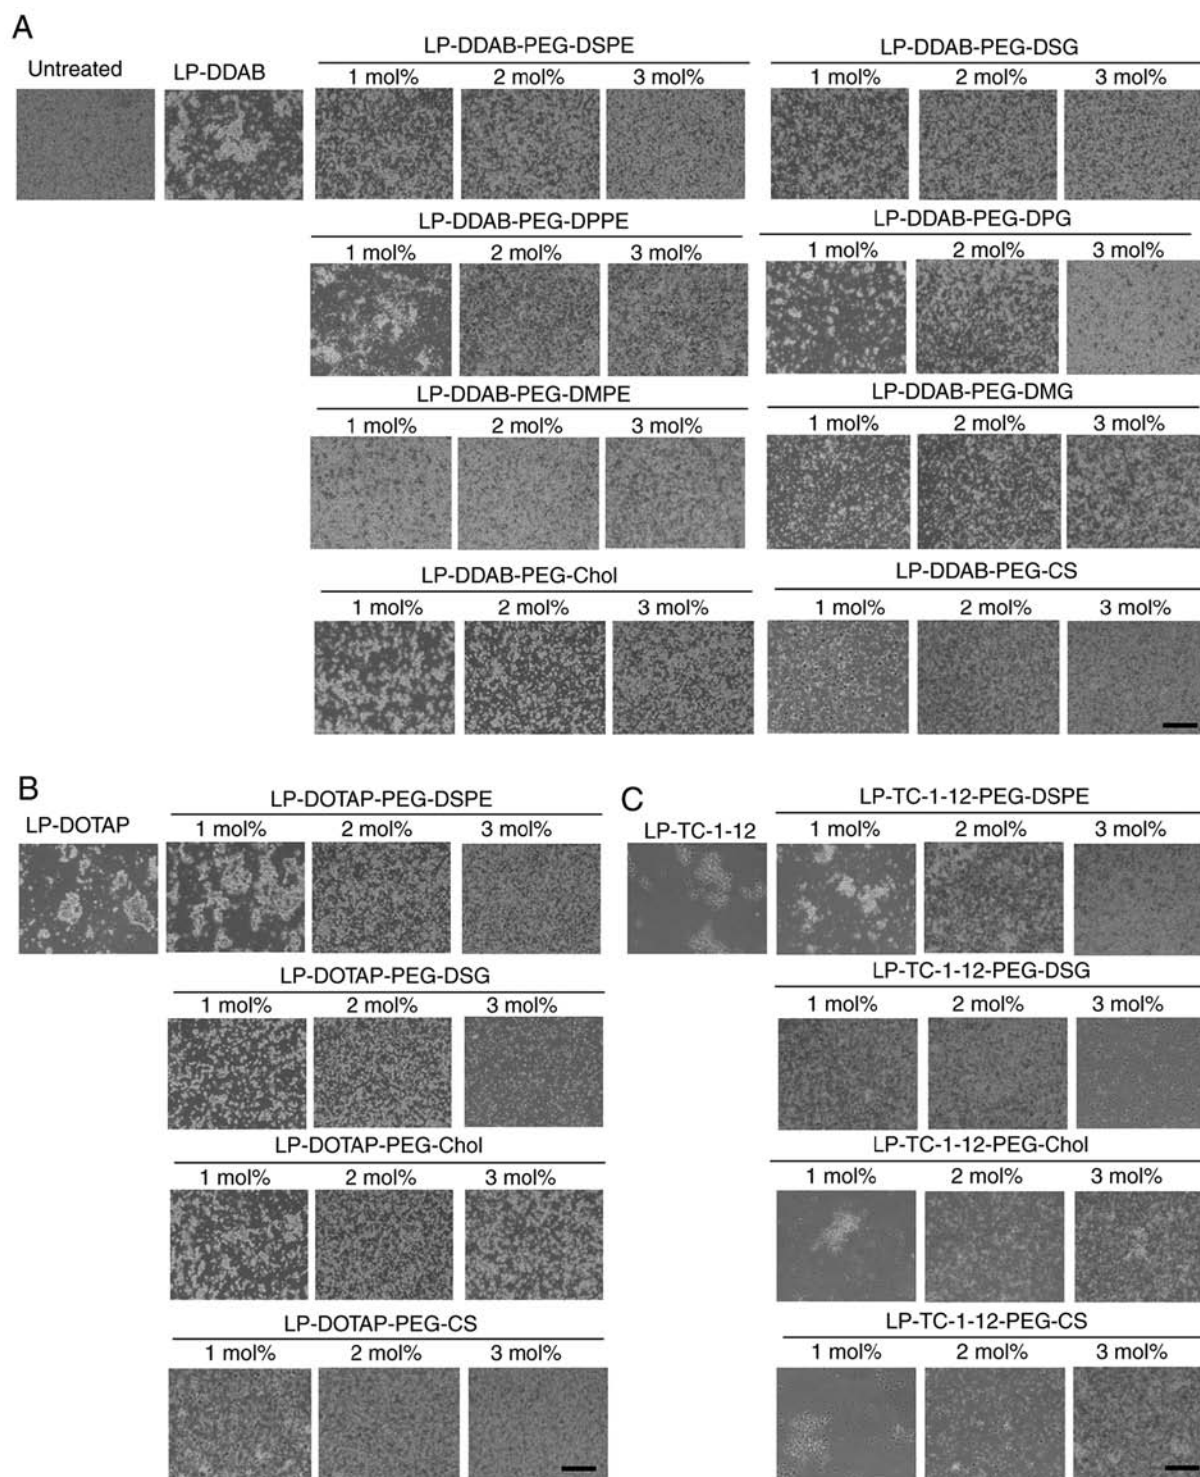 A
LP-DDAB-PEG-DSPE
LP-DDAB-PEG-DSG
Untreated
LP-DDAB
1 mol%
2 mol%
3 mol%
1 mol%
2 mol%
3 mol%
LP-DDAB-PEG-DPPE
LP-DDAB-PEG-DPG
1 mol%
2 mol%
3 mol%
1 mol%
2 mol%
3 mol%
LP-DDAB-PEG-DMPE
LP-DDAB-PEG-DMG
1 mol%
2 mol%
3 mol%
1 mol%
2 mol%
3 mol%
LP-DDAB-PEG-Chol
LP-DDAB-PEG-CS
1 mol%
2 mol%
3 mol%
1 mol%
2 mol%
3 mol%
B
LP-DOTAP-PEG-DSPE
LP-DOTAP
1 mol%
2 mol%
3 mol%
LP-DOTAP-PEG-DSG
1 mol%
2 mol%
3 mol%
LP-DOTAP-PEG-Chol
1 mol%
2 mol%
3 mol%
LP-DOTAP-PEG-CS
1 mol%
2 mol%
3 mol%
C
LP-TC-1-12-PEG-DSPE
LP-TC-1-12
1 mol%
2 mol%
3 mol%
LP-TC-1-12-PEG-DSG
1 mol%
2 mol%
3 mol%
LP-TC-1-12-PEG-Chol
1 mol%
2 mol%
3 mol%
LP-TC-1-12-PEG-CS
1 mol%
2 mol%
3 mol%